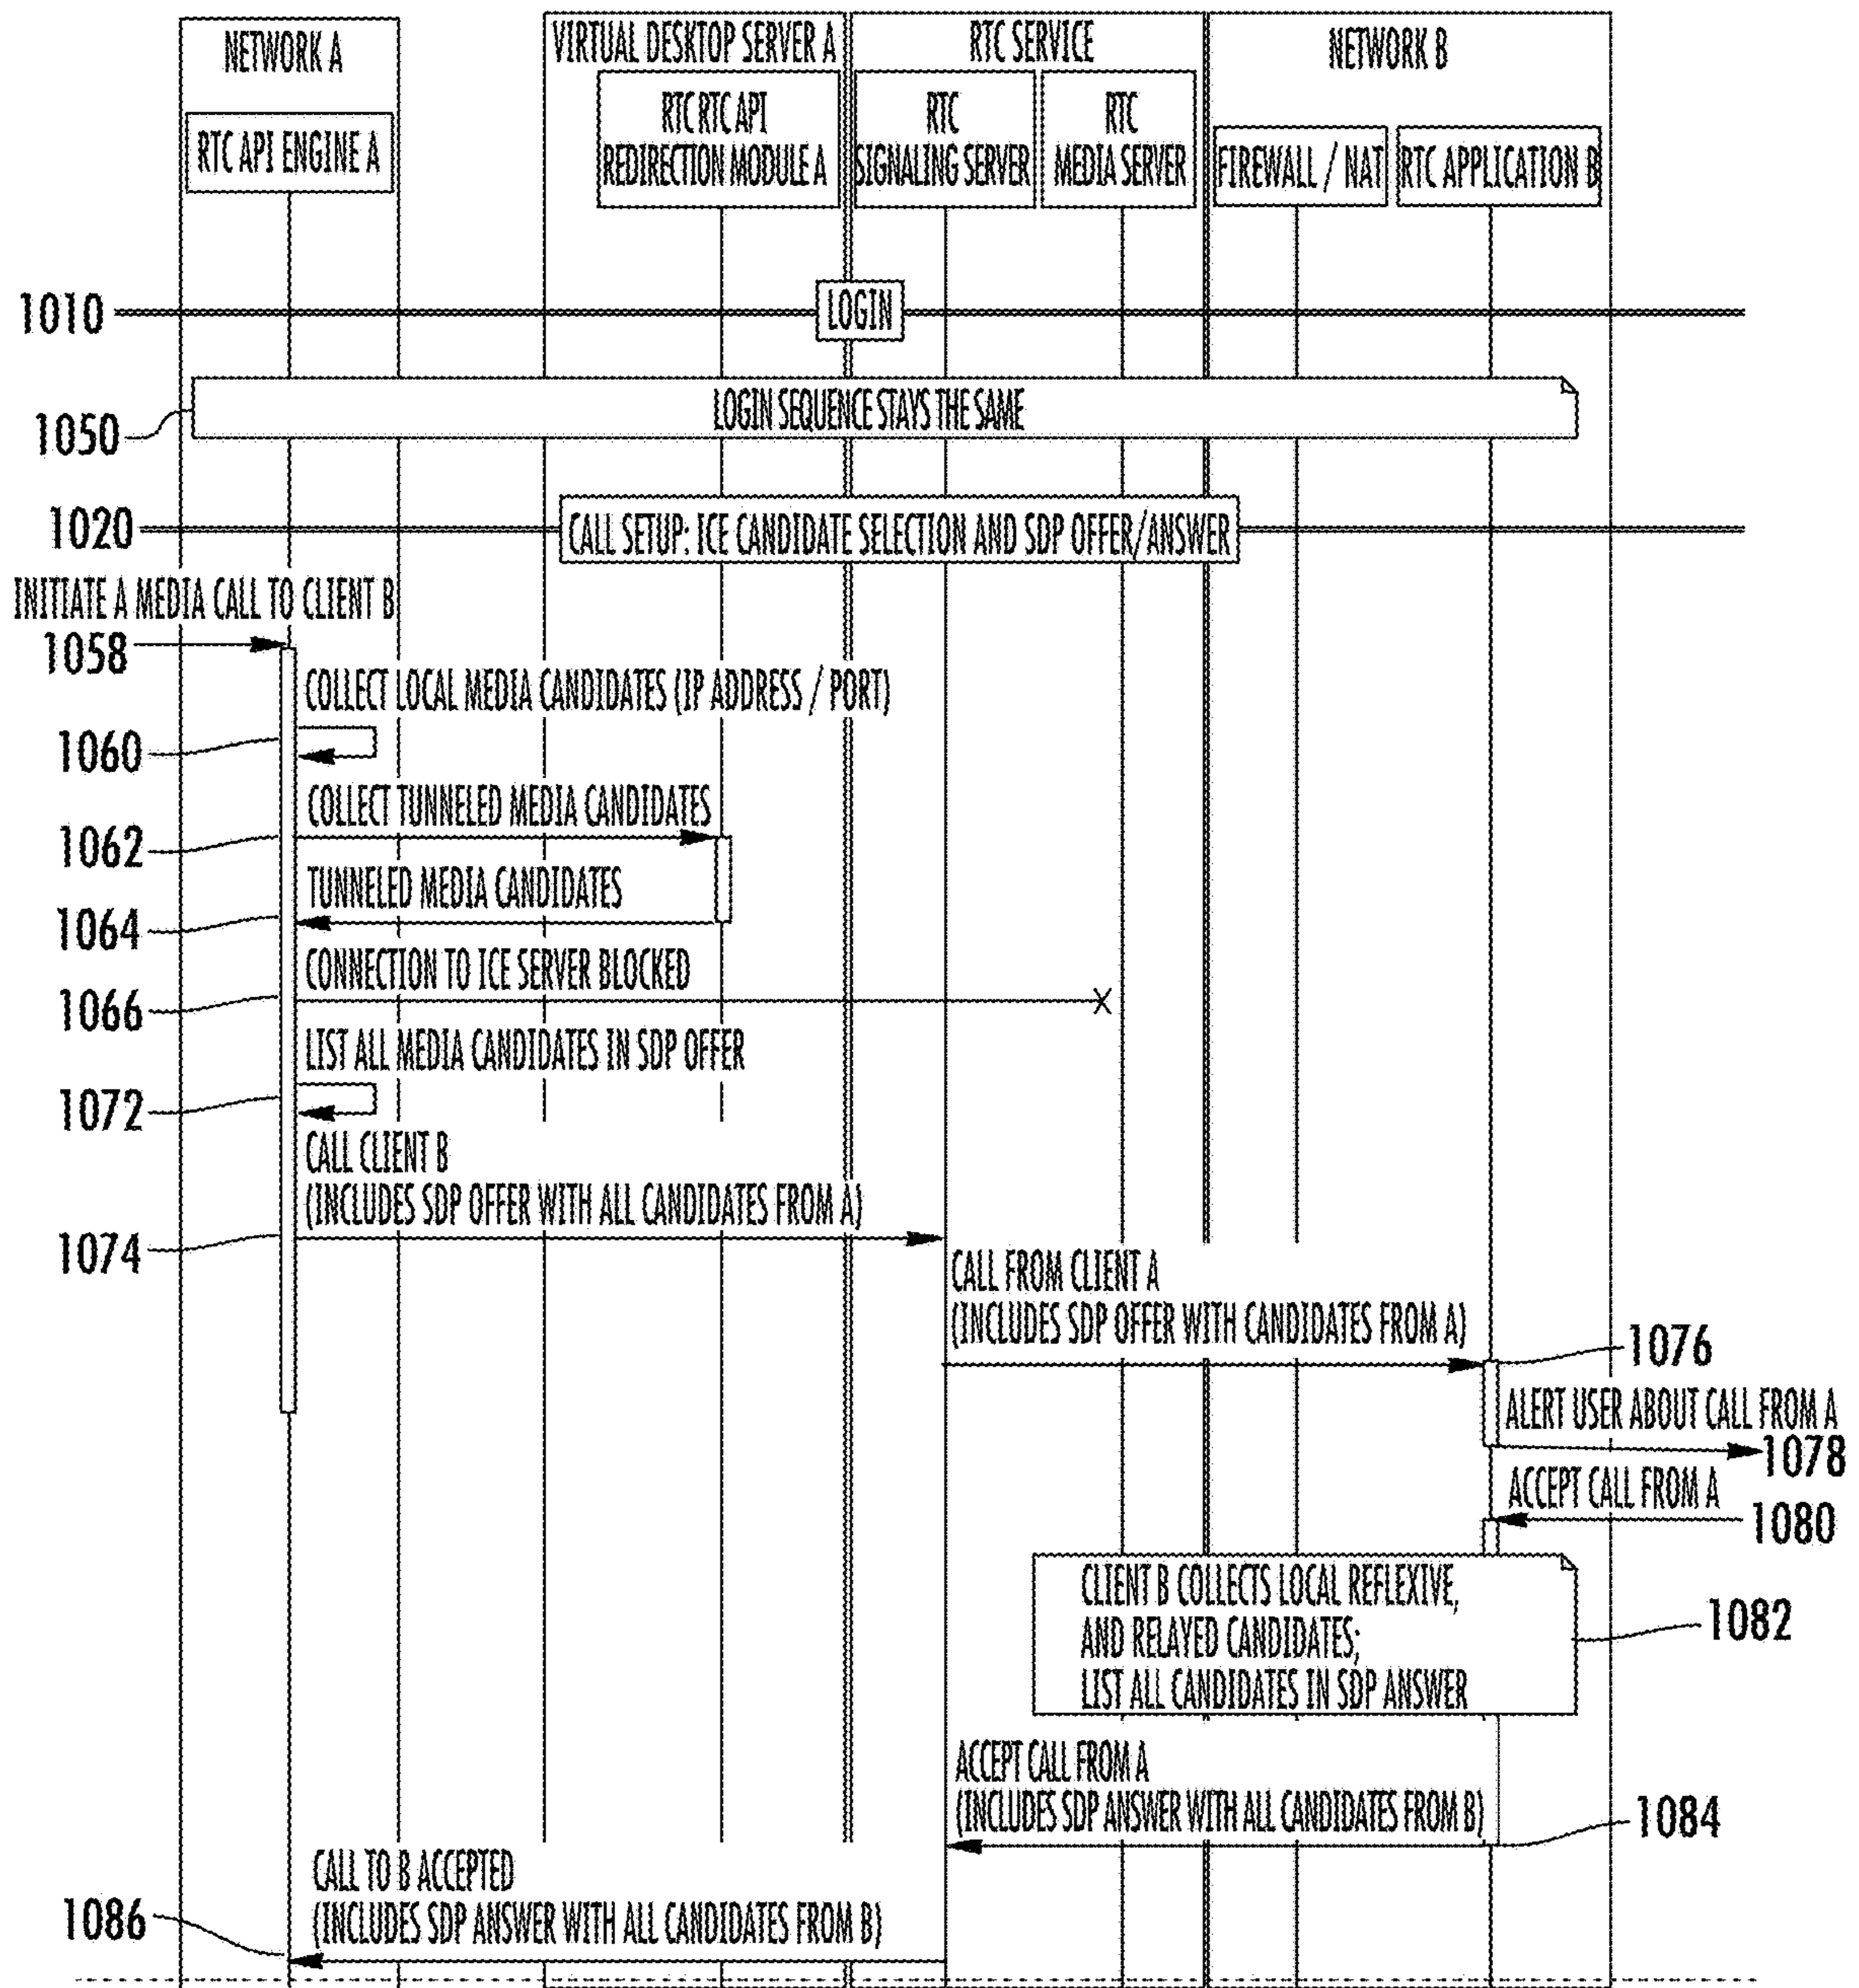 NETWORK A
VIRTUAL DESKTOP SERVER A
RTC SERVICE
NETWORK B
RTC API ENGINE A
RTC RTC API
REDIRECTION MODULE A
RTC
SIGNALING SERVER
RTC
MEDIA SERVER
FIREWALL / NAT
RTC APPLICATION B
1010
LOGIN
1050
LOGIN SEQUENCE STAYS THE SAME
1020
CALL SETUP: ICE CANDIDATE SELECTION AND SDP OFFER/ANSWER
INITIATE A MEDIA CALL TO CLIENT B
1058
COLLECT LOCAL MEDIA CANDIDATES (IP ADDRESS / PORT)
1060
COLLECT TUNNELED MEDIA CANDIDATES
1062
TUNNELED MEDIA CANDIDATES
1064
CONNECTION TO ICE SERVER BLOCKED
1066
X
LIST ALL MEDIA CANDIDATES IN SDP OFFER
1072
CALL CLIENT B
(INCLUDES SDP OFFER WITH ALL CANDIDATES FROM A)
1074
CALL FROM CLIENT A
(INCLUDES SDP OFFER WITH CANDIDATES FROM A)
1076
ALERT USER ABOUT CALL FROM A
1078
ACCEPT CALL FROM A
1080
CLIENT B COLLECTS LOCAL REFLEXIVE,
AND RELAYED CANDIDATES;
LIST ALL CANDIDATES IN SDP ANSWER
1082
ACCEPT CALL FROM A
(INCLUDES SDP ANSWER WITH ALL CANDIDATES FROM B)
1084
CALL TO B ACCEPTED
(INCLUDES SDP ANSWER WITH ALL CANDIDATES FROM B)
1086